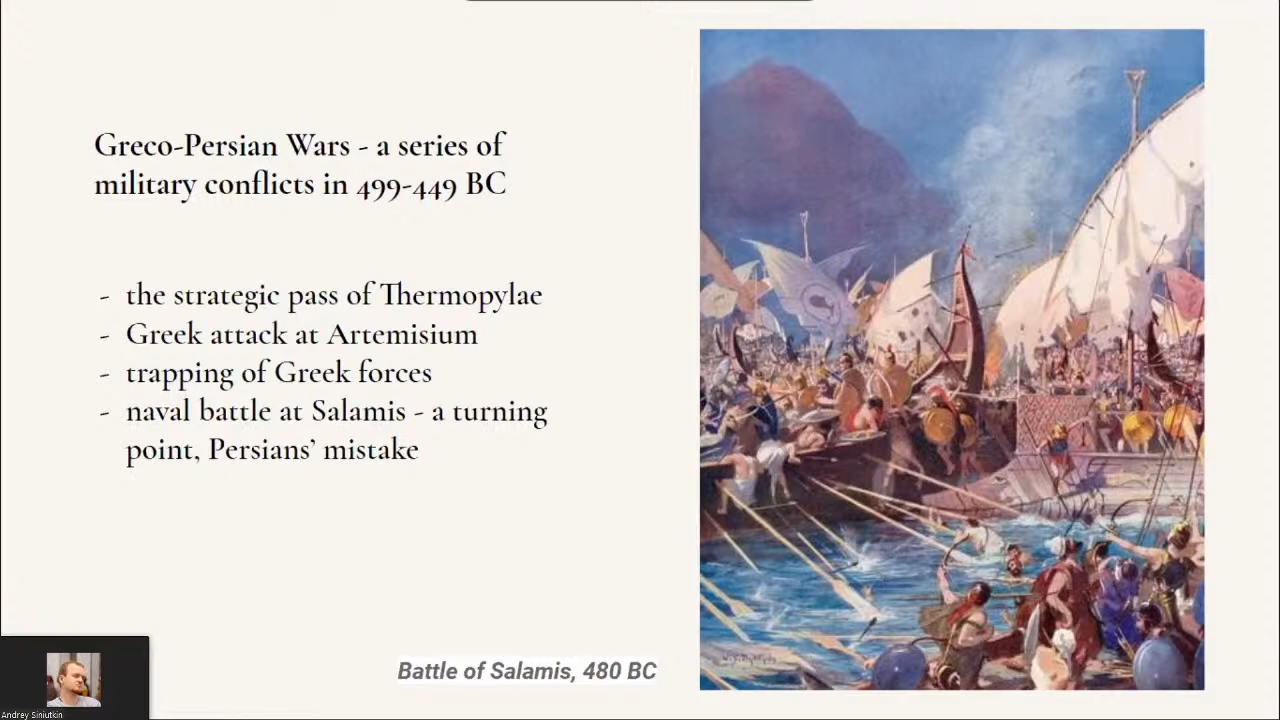 Greco-Persian Wars - a series of
military conflicts in 499-449 BC
- the strategic pass of Thermopylae
- Greek attack at Artemisium
- trapping of Greek forces
- naval battle at Salamis - a turning
point, Persians’ mistake
Battle of Salamis, 480 BC
Andrey Siniutkin